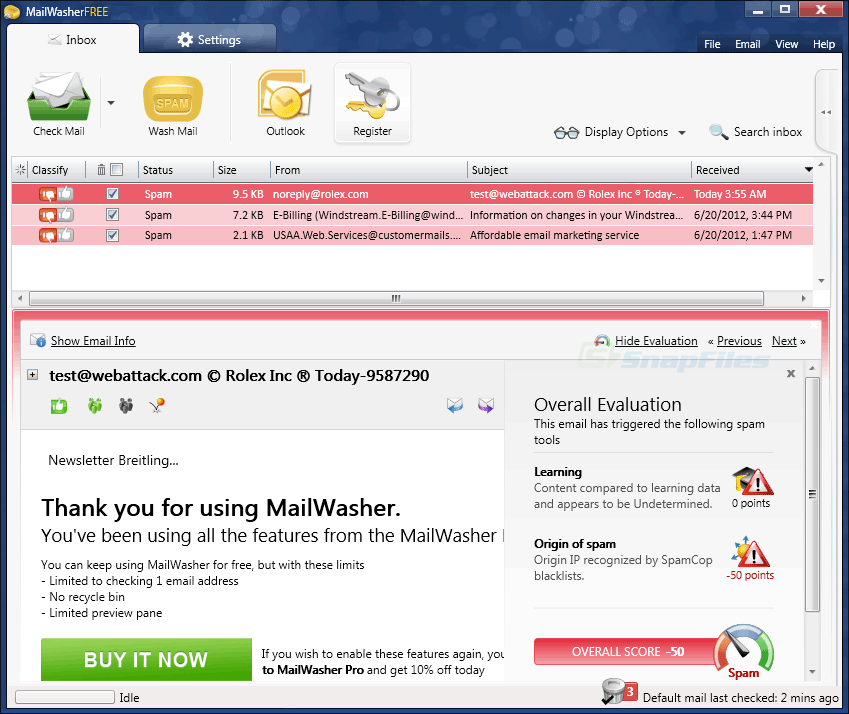 MailWasherFREE
Inbox
Settings
File Email View Help
SPAM
Check Mail
Wash Mail
Outlook
Register
Display Options
Search inbox
Classify Status Size From Subject Received
Spam 9.5 KB noreply@rolex.com test@webattack.com © Rolex Inc ® Today-... Today 3:55 AM
Spam 7.2 KB E-Billing (Windstream.E-Billing@wind... Information on changes in your Windstrea... 6/20/2012, 3:44 PM
Spam 2.1 KB USAA.Web.Services@customermails.... Affordable email marketing service 6/20/2012, 1:47 PM
Show Email Info
Hide Evaluation « Previous Next »
SnapFiles
test@webattack.com © Rolex Inc ® Today-9587290
Newsletter Breitling...
Thank you for using MailWasher.
You've been using all the features from the MailWasher
You can keep using MailWasher for free, but with these limits
- Limited to checking 1 email address
- No recycle bin
- Limited preview pane
BUY IT NOW
If you wish to enable these features again, you
to MailWasher Pro and get 10% off today
Overall Evaluation
This email has triggered the following spam
tools
Learning
Content compared to learning data
and appears to be Undetermined.
0 points
Origin of spam
Origin IP recognized by SpamCop
blacklists.
-50 points
OVERALL SCORE -50
Spam
Idle
3
Default mail last checked: 2 mins ago